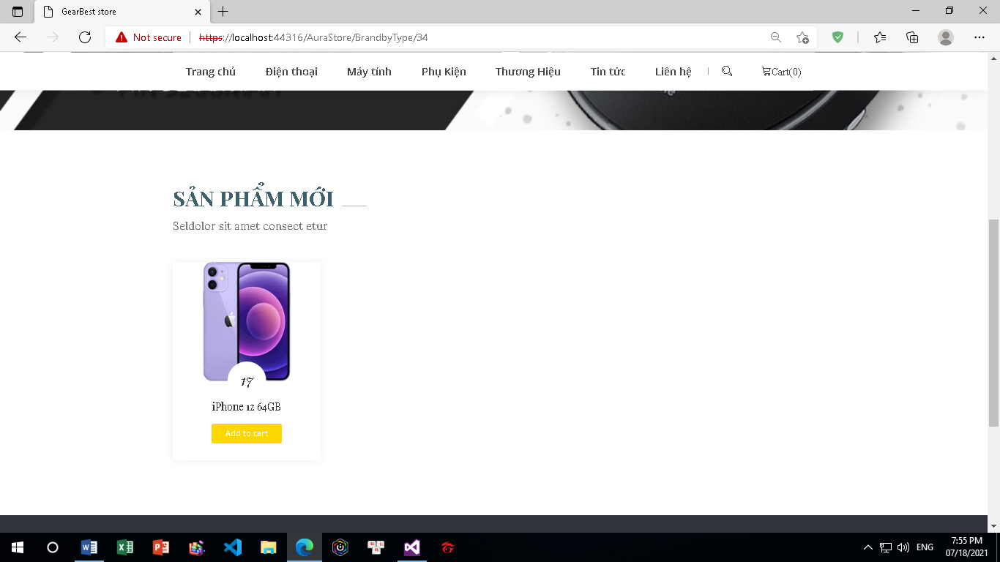 GearBest store
Not secure
https://localhost:44316/AuraStore/BrandbyType/34
Trang chủ Điện thoại Máy tính Phụ Kiện Thương Hiệu Tin tức Liên hệ Cart(0)
SẢN PHẨM MỚI
Seldolor sit amet consect etur
17
iPhone 12 64GB
Add to cart
ENG
7:55 PM
07/18/2021